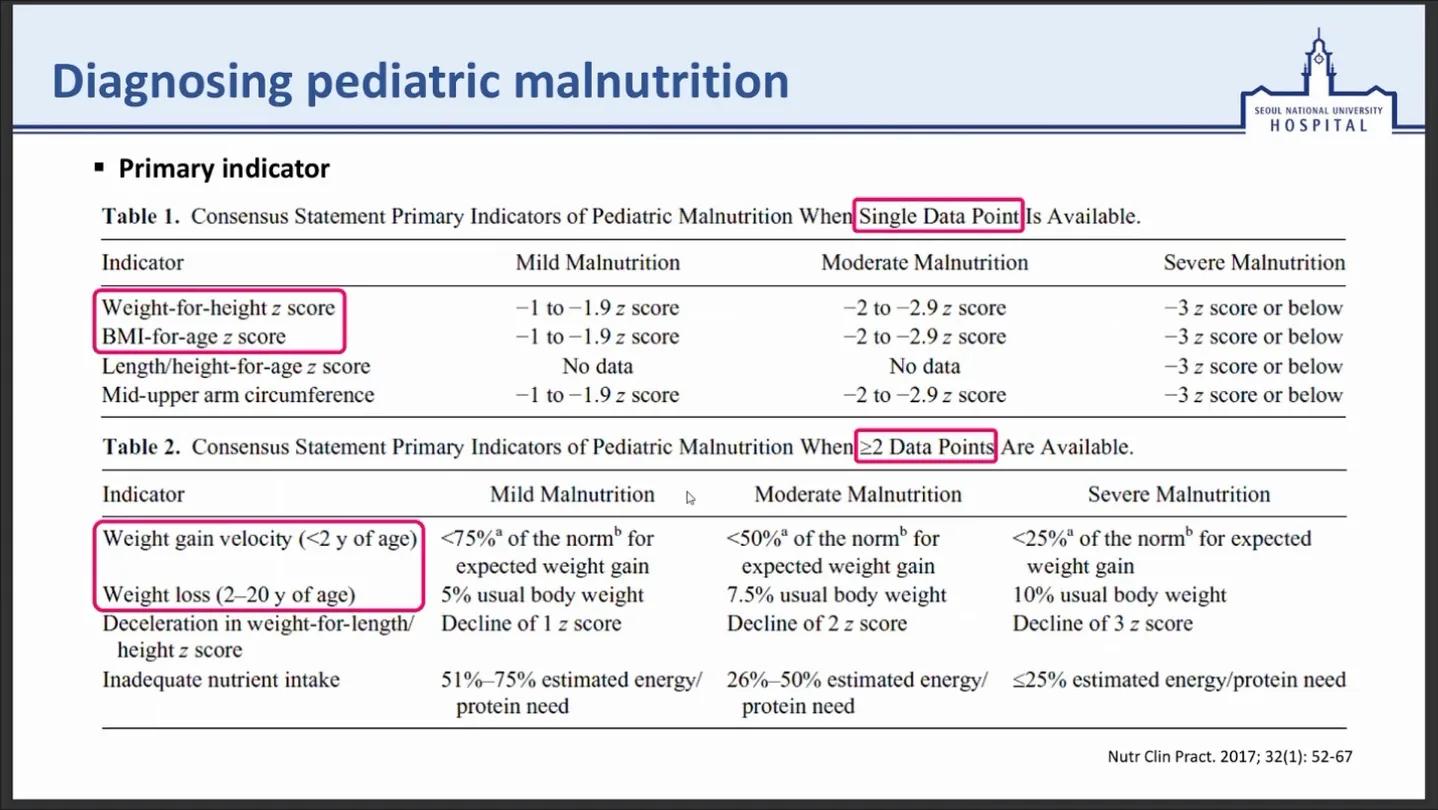 Diagnosing pediatric malnutrition
SEOUL NATIONAL UNIVERSITY
HOSPITAL
▪ Primary indicator
Table 1. Consensus Statement Primary Indicators of Pediatric Malnutrition When Single Data Point Is Available.
Indicator Mild Malnutrition Moderate Malnutrition Severe Malnutrition
Weight-for-height z score −1 to −1.9 z score −2 to −2.9 z score −3 z score or below
BMI-for-age z score −1 to −1.9 z score −2 to −2.9 z score −3 z score or below
Length/height-for-age z score No data No data −3 z score or below
Mid-upper arm circumference −1 to −1.9 z score −2 to −2.9 z score −3 z score or below
Table 2. Consensus Statement Primary Indicators of Pediatric Malnutrition When ≥2 Data Points Are Available.
Indicator Mild Malnutrition Moderate Malnutrition Severe Malnutrition
Weight gain velocity (<2 y of age) <75%ᵃ of the normᵇ for <50%ᵃ of the normᵇ for <25%ᵃ of the normᵇ for expected
expected weight gain expected weight gain weight gain
Weight loss (2–20 y of age) 5% usual body weight 7.5% usual body weight 10% usual body weight
Deceleration in weight-for-length/ Decline of 1 z score Decline of 2 z score Decline of 3 z score
height z score
Inadequate nutrient intake 51%–75% estimated energy/ 26%–50% estimated energy/ ≤25% estimated energy/protein need
protein need protein need
Nutr Clin Pract. 2017; 32(1): 52-67